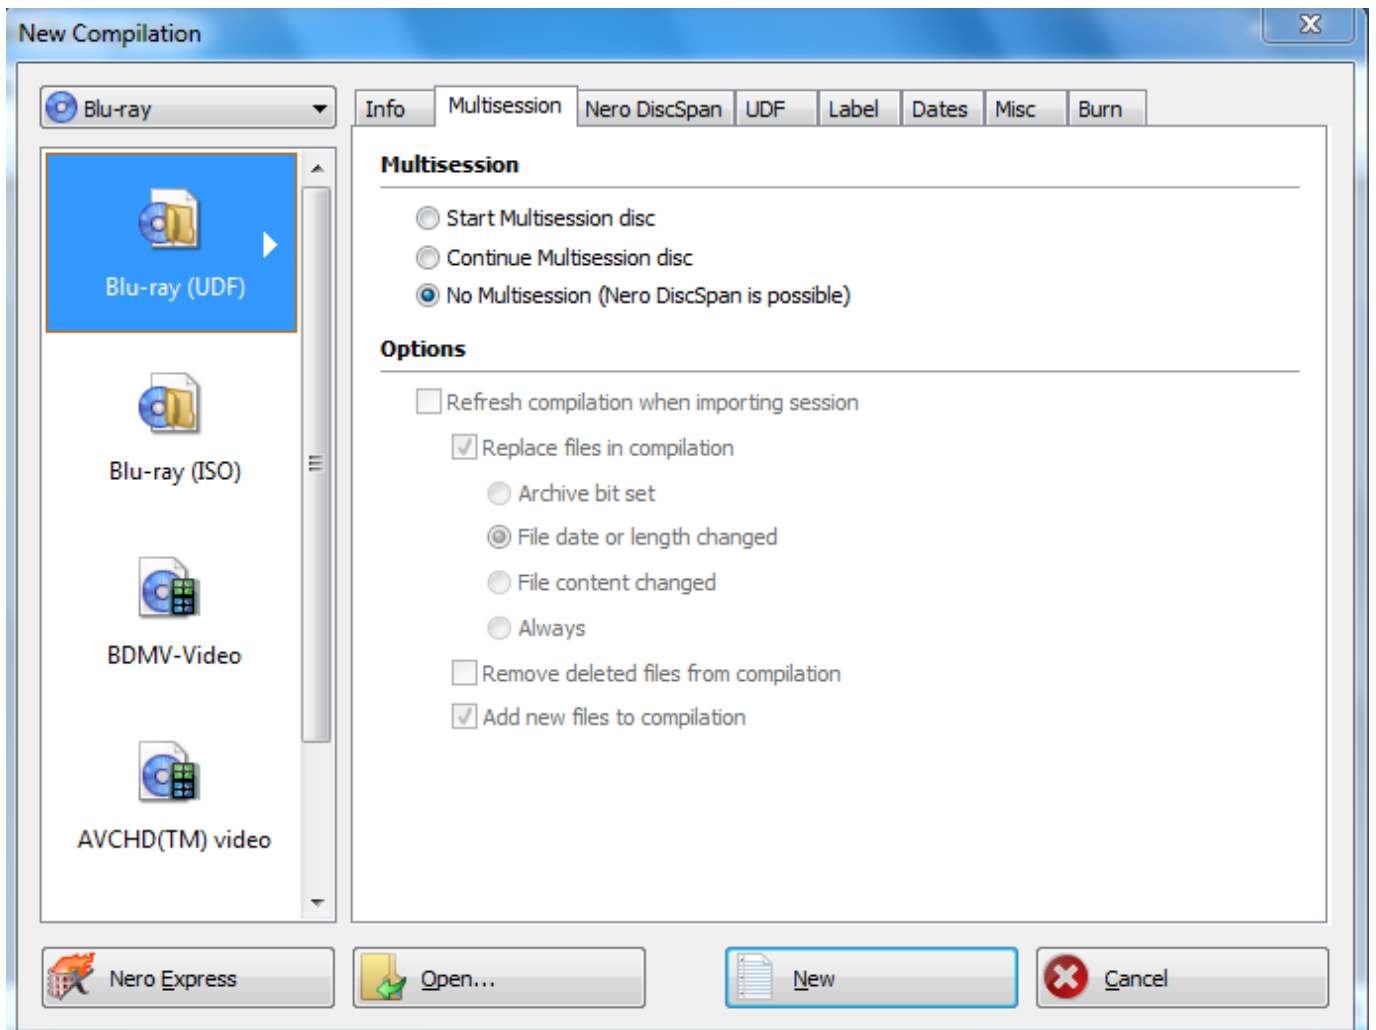 New Compilation
Blu-ray
Info Multisession Nero DiscSpan UDF Label Dates Misc Burn
Blu-ray (UDF)
Blu-ray (ISO)
BDMV-Video
AVCHD(TM) video
Multisession
Start Multisession disc
Continue Multisession disc
No Multisession (Nero DiscSpan is possible)
Options
Refresh compilation when importing session
Replace files in compilation
Archive bit set
File date or length changed
File content changed
Always
Remove deleted files from compilation
Add new files to compilation
Nero Express Open... New Cancel